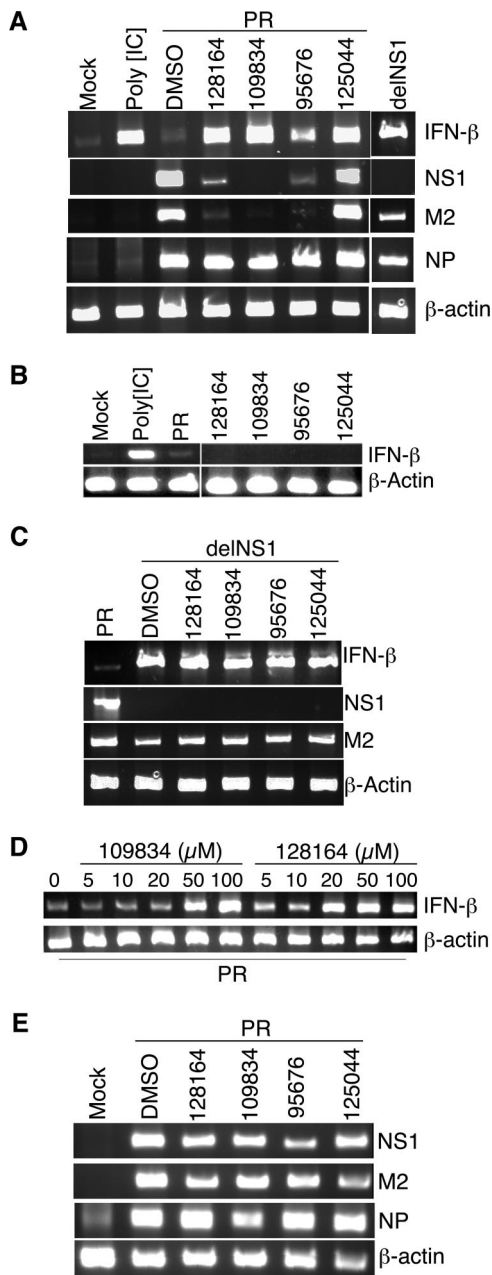 A
PR
Mock
Poly [IC]
DMSO
128164
109834
95676
125044
delNS1
IFN-β
NS1
M2
NP
β-actin
B
Mock
Poly[IC]
PR
128164
109834
95676
125044
IFN-β
β-Actin
C
delNS1
PR
DMSO
128164
109834
95676
125044
IFN-β
NS1
M2
β-Actin
D
109834 (µM) 128164 (µM)
0 5 10 20 50 100 5 10 20 50 100
IFN-β
β-actin
PR
E
PR
Mock
DMSO
128164
109834
95676
125044
NS1
M2
NP
β-actin